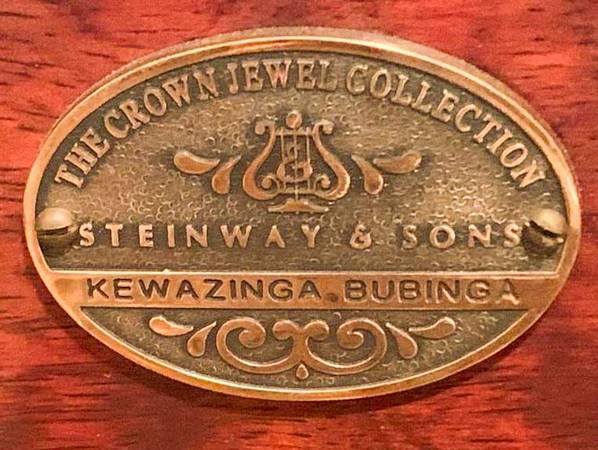 THE CROWN JEWEL COLLECTION
STEINWAY & SONS
KEWAZINGA BUBINGA